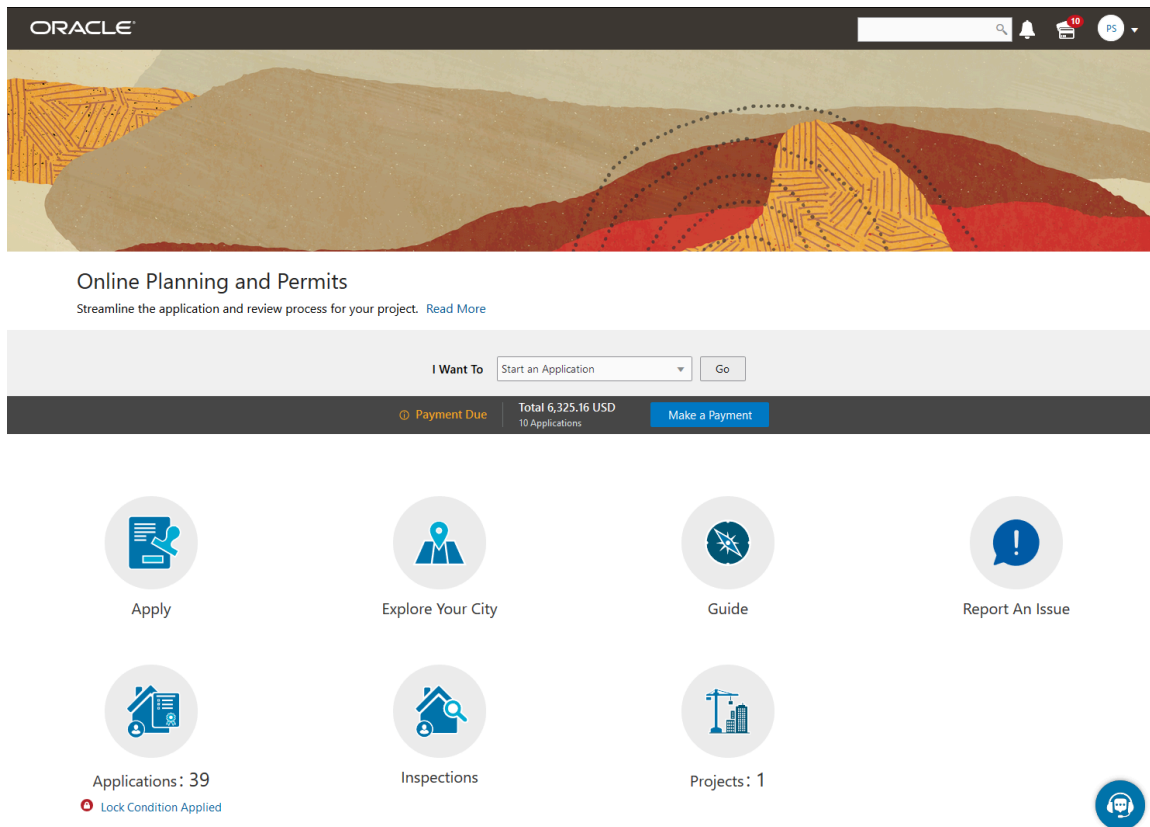 ORACLE
10
PS
Online Planning and Permits
Streamline the application and review process for your project. Read More
I Want To Start an Application Go
Payment Due Total 6,325.16 USD Make a Payment
10 Applications
Apply Explore Your City Guide Report An Issue
Applications: 39 Inspections Projects: 1
Lock Condition Applied